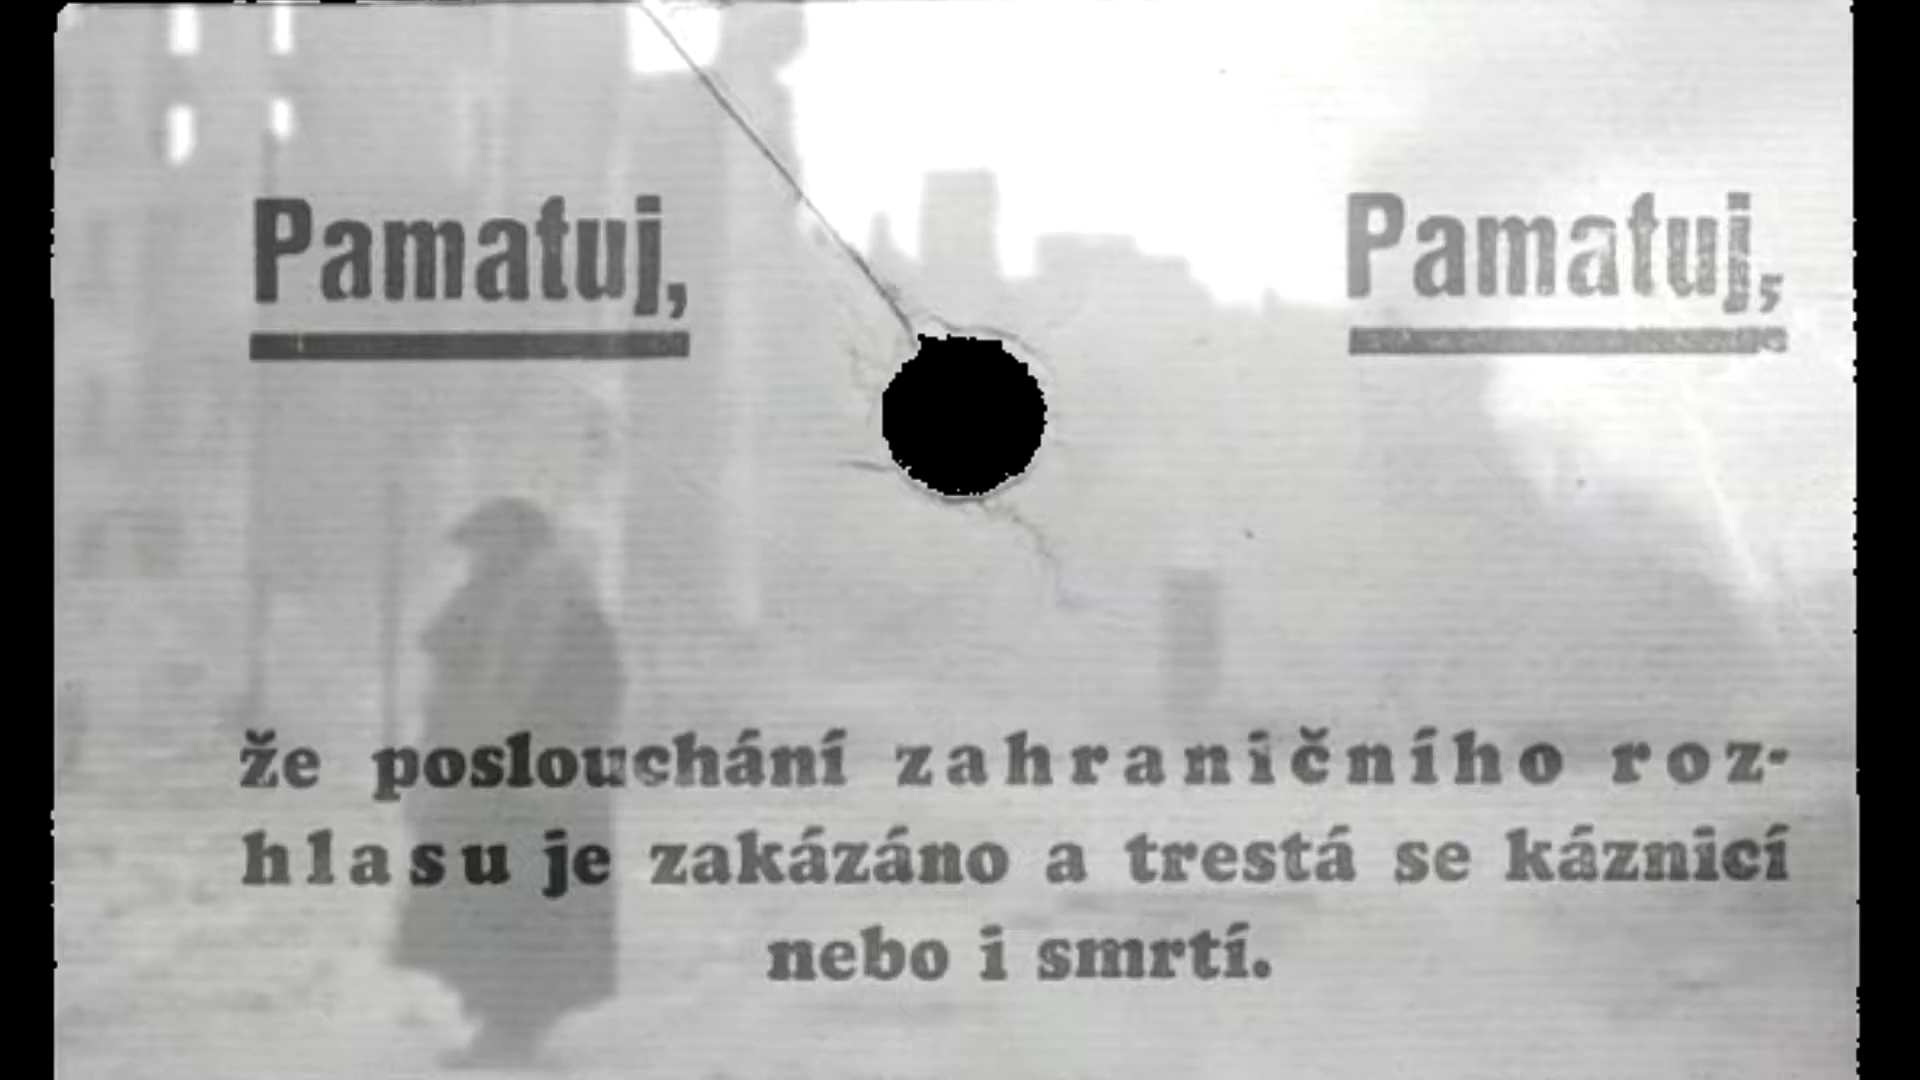 Pamatuj, Pamatuj,
že poslouchání zahraničního roz-
hlasu je zakázáno a trestá se káznicí
nebo i smrtí.